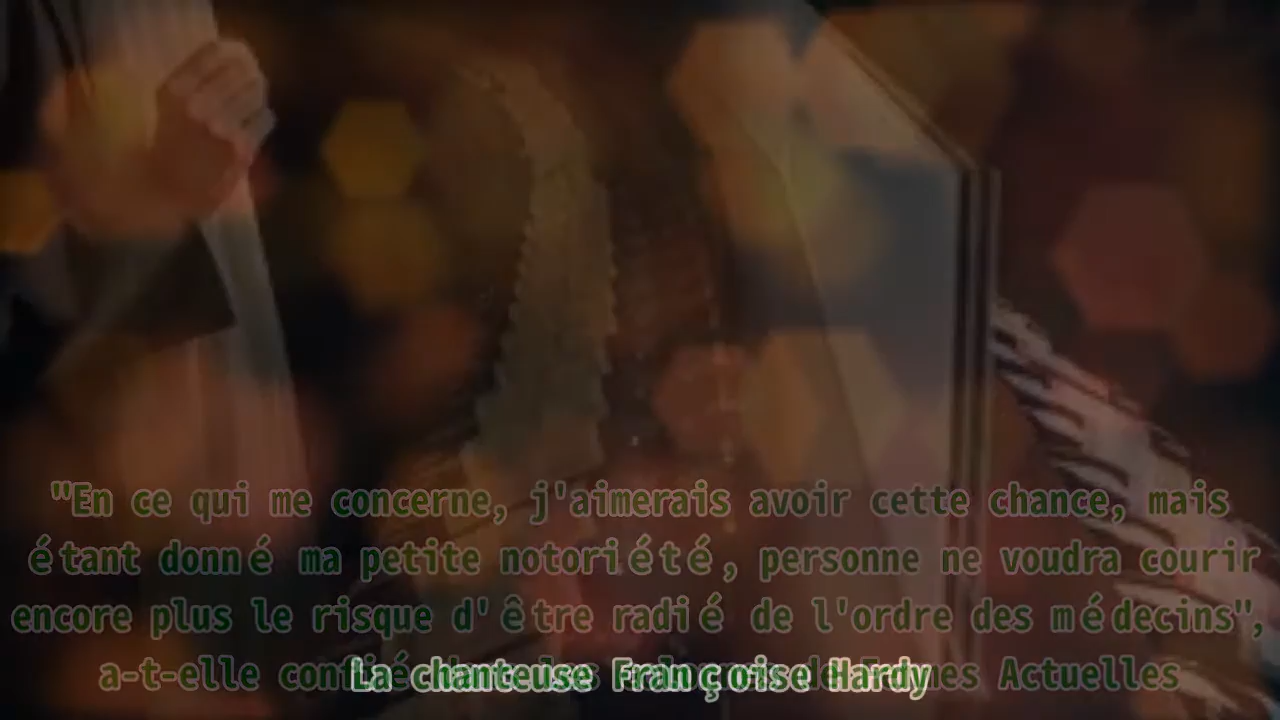 "En ce qui me concerne, j'aimerais avoir cette chance, mais
étant donné ma petite notoriété, personne ne voudra courir
encore plus le risque d'être radié de l'ordre des médecins",
a-t-elle confié Actuelles
La chanteuse Françoise Hardy